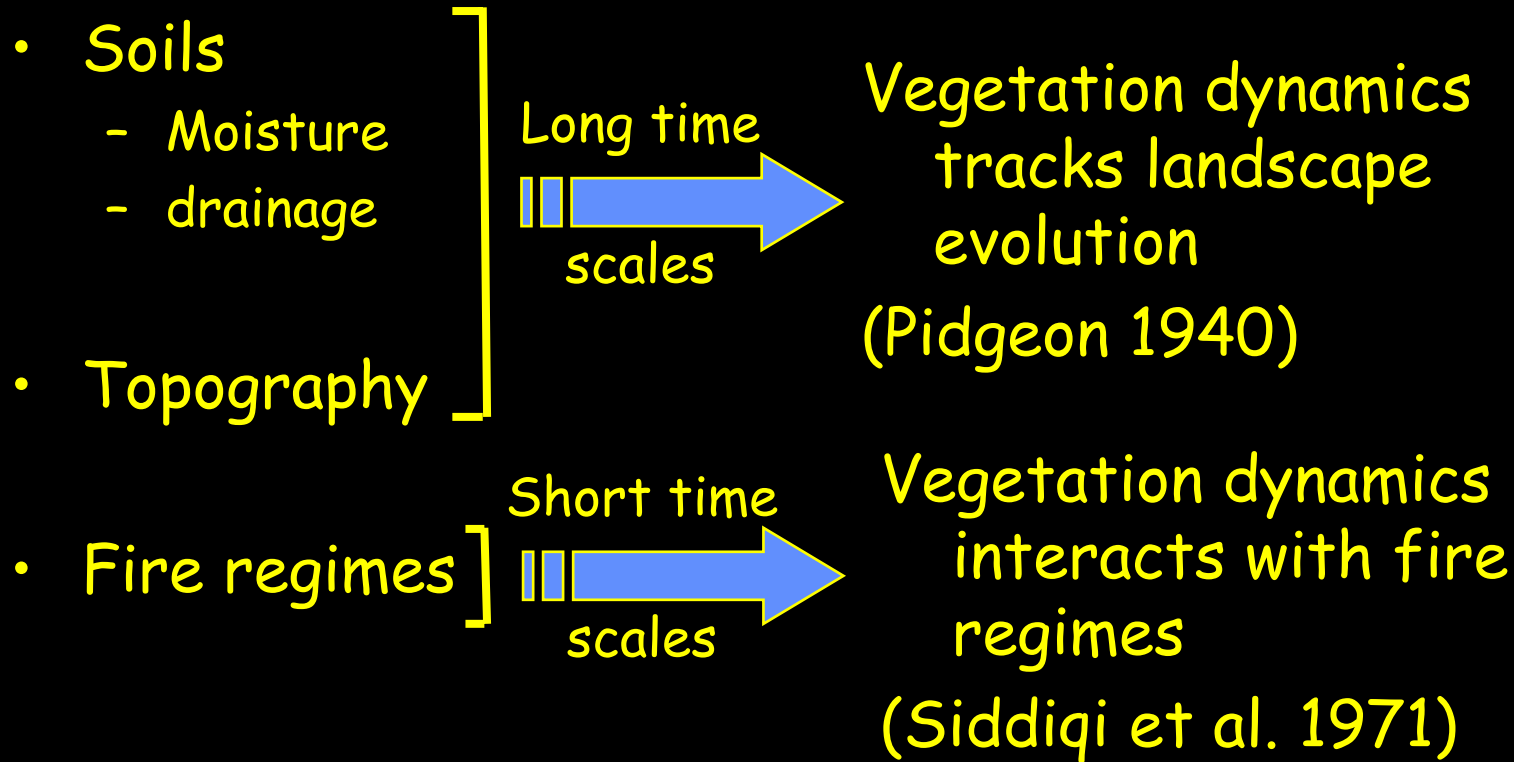 • Soils
– Moisture
– drainage
• Topography
Long time
scales
Vegetation dynamics
tracks landscape
evolution
(Pidgeon 1940)
• Fire regimes
Short time
scales
Vegetation dynamics
interacts with fire
regimes
(Siddiqi et al. 1971)